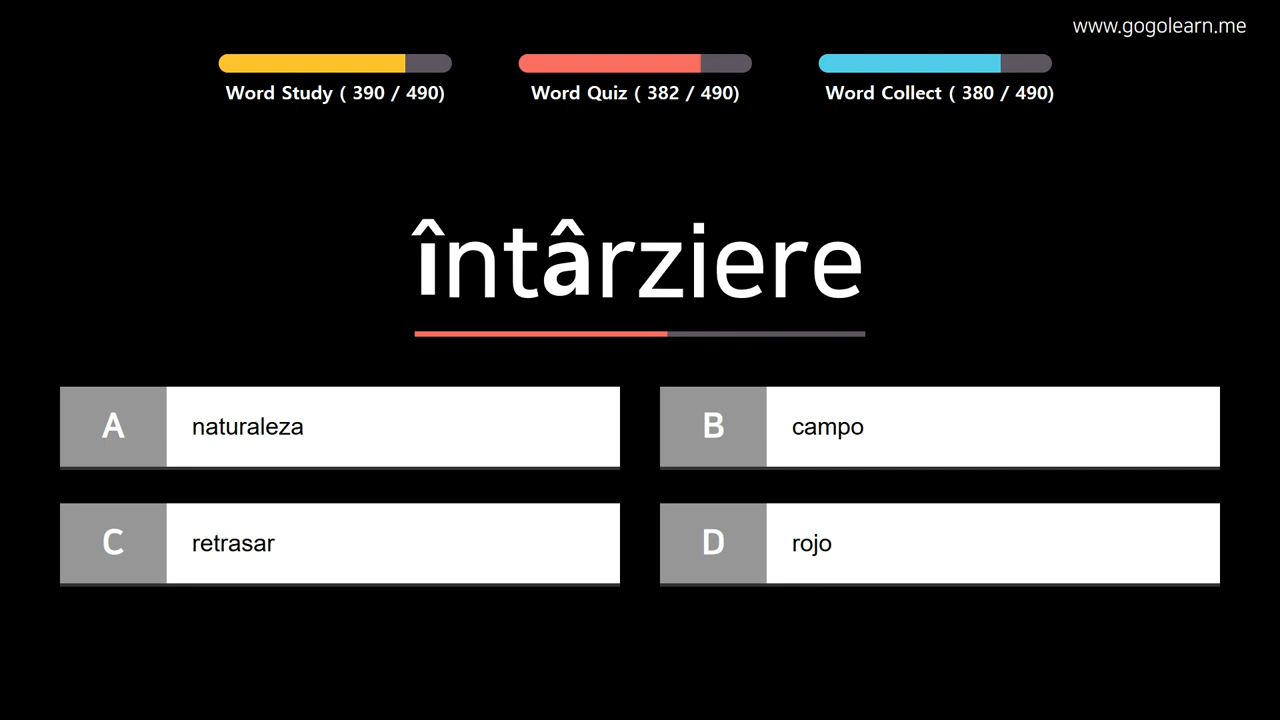 www.gogolearn.me
Word Study ( 390 / 490)
Word Quiz ( 382 / 490)
Word Collect ( 380 / 490)
întârziere
A naturaleza
B campo
C retrasar
D rojo